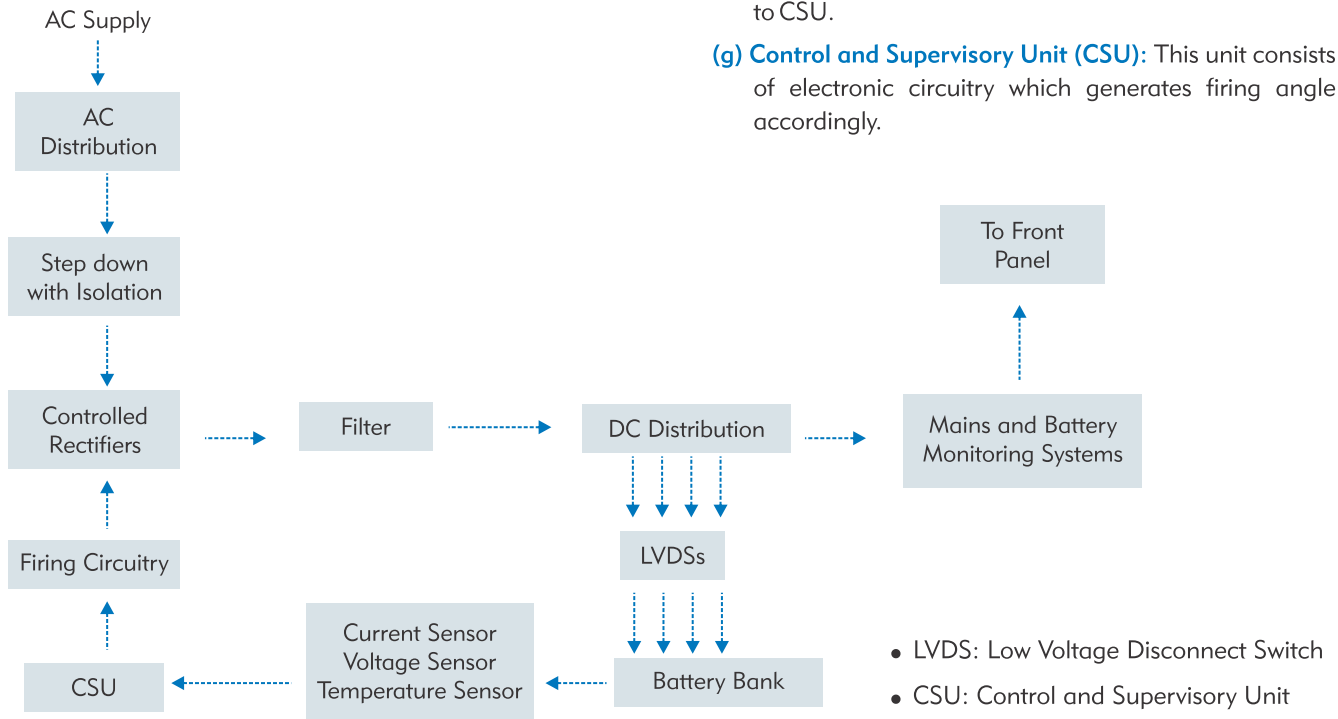 AC Supply
to CSU.
(g) Control and Supervisory Unit (CSU): This unit consists
of electronic circuitry which generates firing angle
accordingly.
AC
Distribution
Step down
with Isolation
To Front
Panel
Controlled
Rectifiers
Filter
DC Distribution
Mains and Battery
Monitoring Systems
Firing Circuitry
LVDSs
CSU
Current Sensor
Voltage Sensor
Temperature Sensor
Battery Bank
• LVDS: Low Voltage Disconnect Switch
• CSU: Control and Supervisory Unit